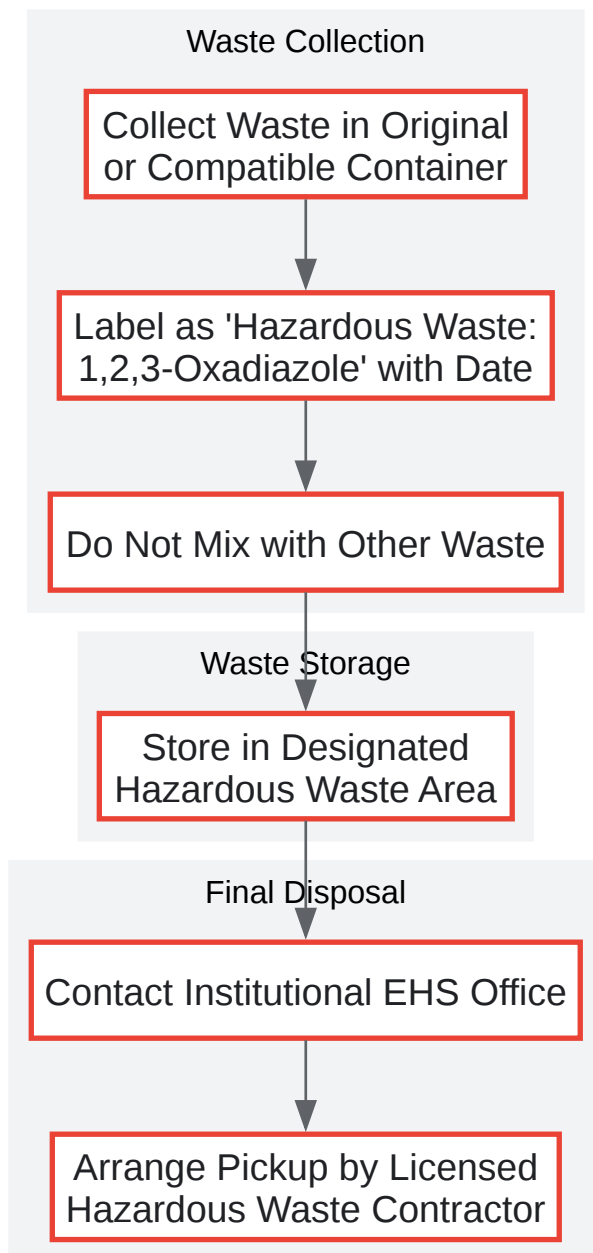 Waste Collection
Collect Waste in Original
or Compatible Container
Label as 'Hazardous Waste:
1,2,3-Oxadiazole' with Date
Do Not Mix with Other Waste
Waste Storage
Store in Designated
Hazardous Waste Area
Final Disposal
Contact Institutional EHS Office
Arrange Pickup by Licensed
Hazardous Waste Contractor